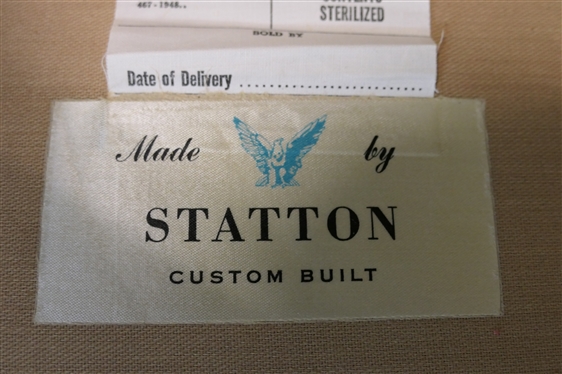 467-1948..
STERILIZED
SOLD BY
Date of Delivery ........................................
Made by
STATTON
CUSTOM BUILT